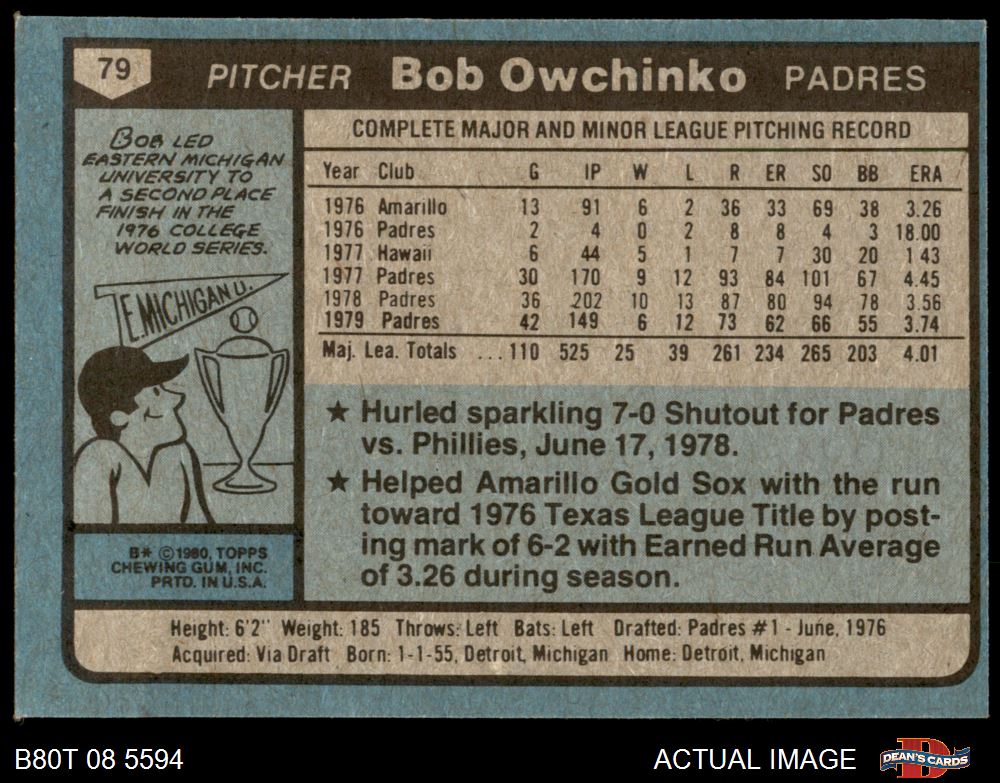 79 PITCHER Bob Owchinko PADRES
BOB LED
EASTERN MICHIGAN
UNIVERSITY TO
A SECOND PLACE
FINISH IN THE
1976 COLLEGE
WORLD SERIES.
E. MICHIGAN U.
B* ©1980, TOPPS
CHEWING GUM, INC.
PRTD. IN U.S.A.
COMPLETE MAJOR AND MINOR LEAGUE PITCHING RECORD
Year Club G IP W L R ER SO BB ERA
1976 Amarillo 13 91 6 2 36 33 69 38 3.26
1976 Padres 2 4 0 2 8 8 4 3 18.00
1977 Hawaii 6 44 5 1 7 7 30 20 1 43
1977 Padres 30 170 9 12 93 84 101 67 4.45
1978 Padres 36 202 10 13 87 80 94 78 3.56
1979 Padres 42 149 6 12 73 62 66 55 3.74
Maj. Lea. Totals ... 110 525 25 39 261 234 265 203 4.01
★ Hurled sparkling 7-0 Shutout for Padres
vs. Phillies, June 17, 1978.
★ Helped Amarillo Gold Sox with the run
toward 1976 Texas League Title by post-
ing mark of 6-2 with Earned Run Average
of 3.26 during season.
Height: 6'2" Weight: 185 Throws: Left Bats: Left Drafted: Padres #1 - June, 1976
Acquired: Via Draft Born: 1-1-55, Detroit, Michigan Home: Detroit, Michigan
B80T 08 5594 ACTUAL IMAGE DEAN'S CARDS